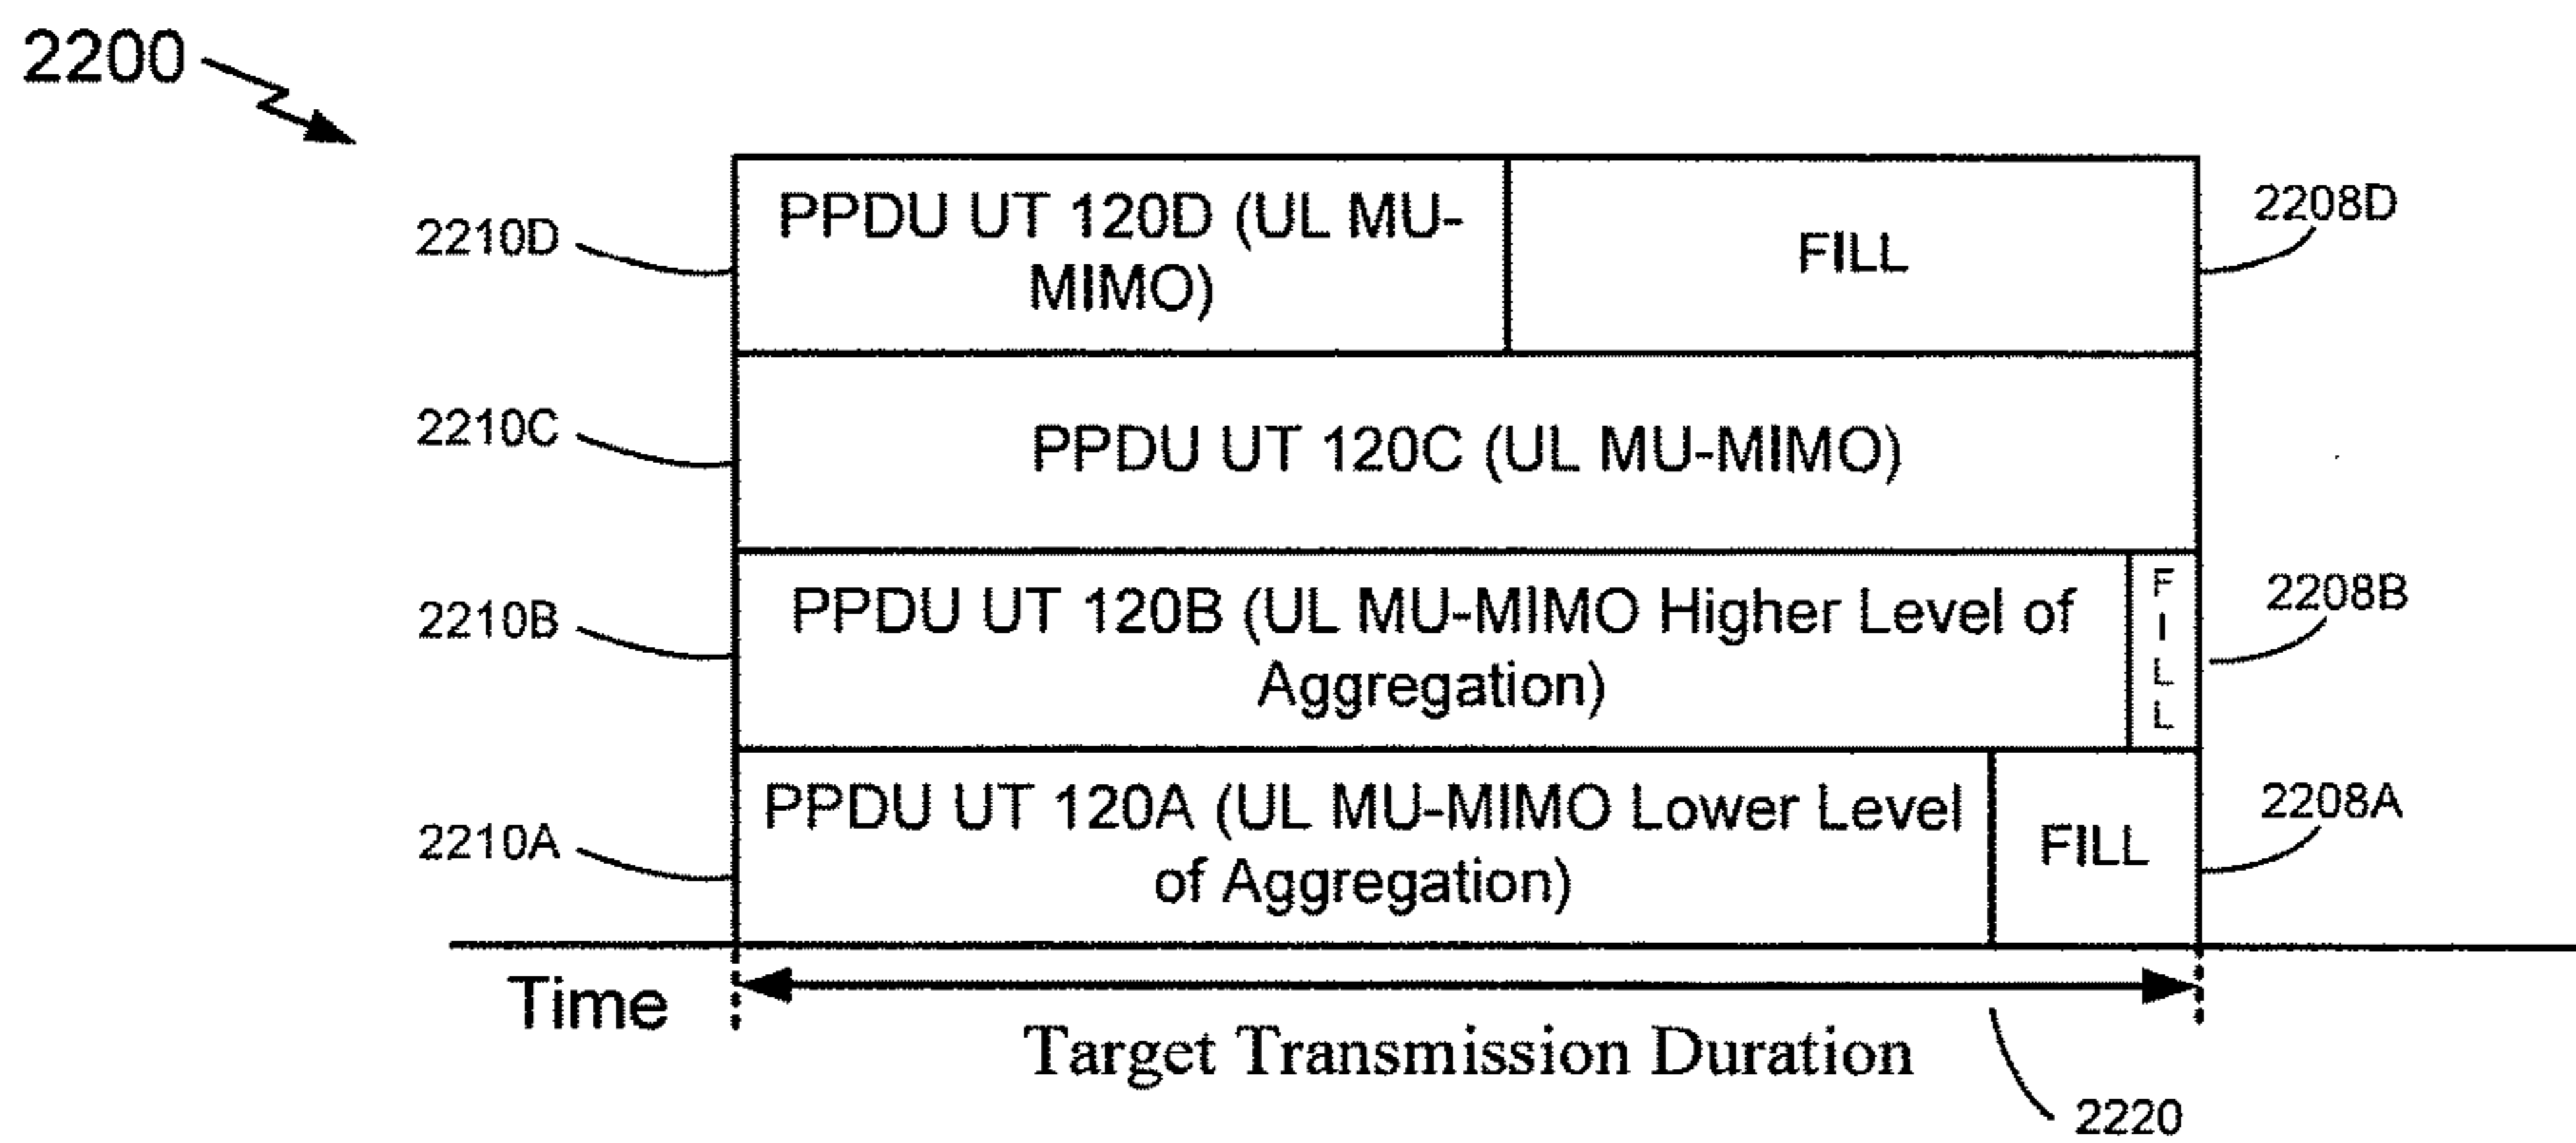 2200
2210D
PPDU UT 120D (UL MU-
MIMO)
FILL
2208D
2210C
PPDU UT 120C (UL MU-MIMO)
2210B
PPDU UT 120B (UL MU-MIMO Higher Level of
Aggregation)
FILL
2208B
2210A
PPDU UT 120A (UL MU-MIMO Lower Level
of Aggregation)
FILL
2208A
Time
Target Transmission Duration
2220